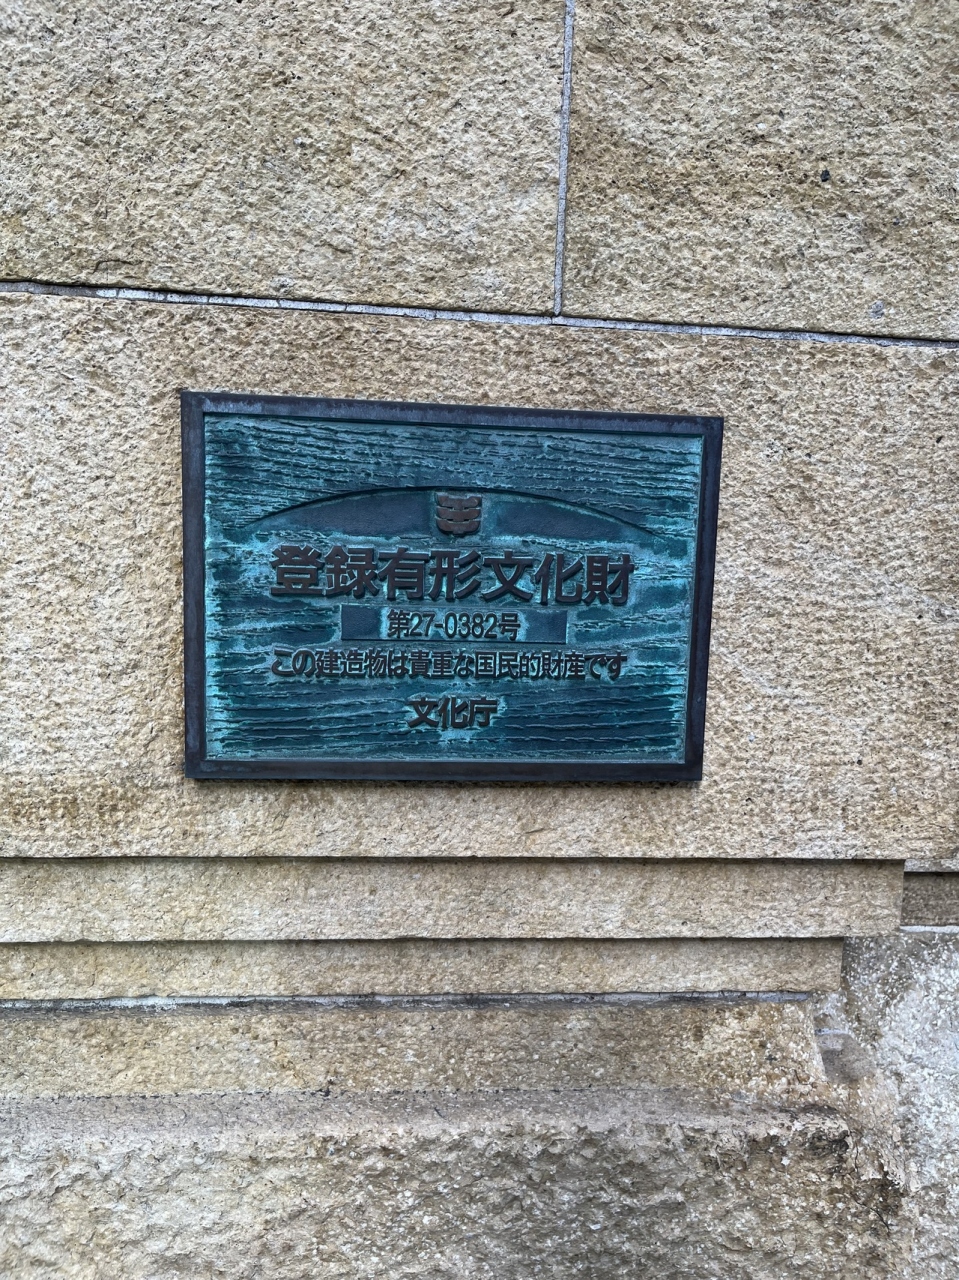 登録有形文化財
第27-0382号
この建造物は貴重な国民的財産です
文化庁